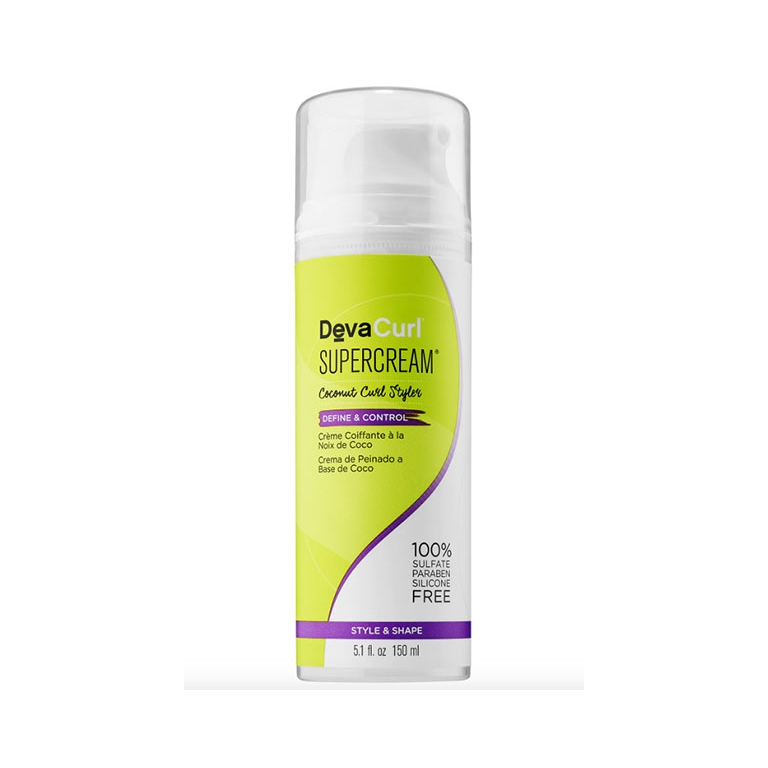 DevaCurl
SUPERCREAM®
Coconut Curl Styler
DEFINE & CONTROL
Crème Coiffante à la
Noix de Coco
Crema de Peinado a
Base de Coco
100%
SULFATE
PARABEN
SILICONE
FREE
STYLE & SHAPE
5.1 fl. oz 150 ml